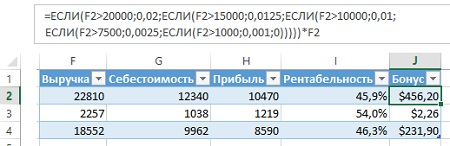 =ЕСЛИ(F2>20000;0,02;ЕСЛИ(F2>15000;0,0125;ЕСЛИ(F2>10000;0,01;
ЕСЛИ(F2>7500;0,0025;ЕСЛИ(F2>1000;0,001;0)))))*F2
F G H I J
1 Выручка Себестоимость Прибыль Рентабельность Бонус
2 22810 12340 10470 45,9% $456,20
3 2257 1038 1219 54,0% $2,26
4 18552 9962 8590 46,3% $231,90